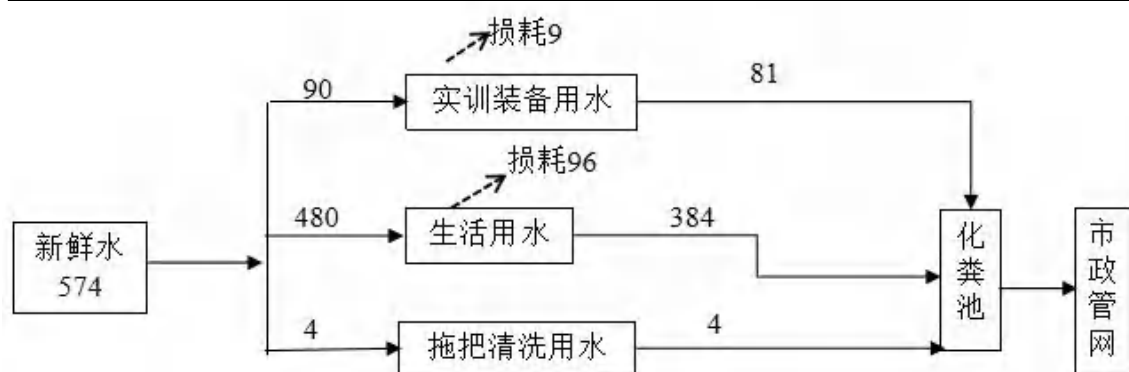 损耗9
90
实训装备用水
81
损耗96
480
生活用水
384
新鲜水
574
4
拖把清洗用水
4
化粪池
市政管网